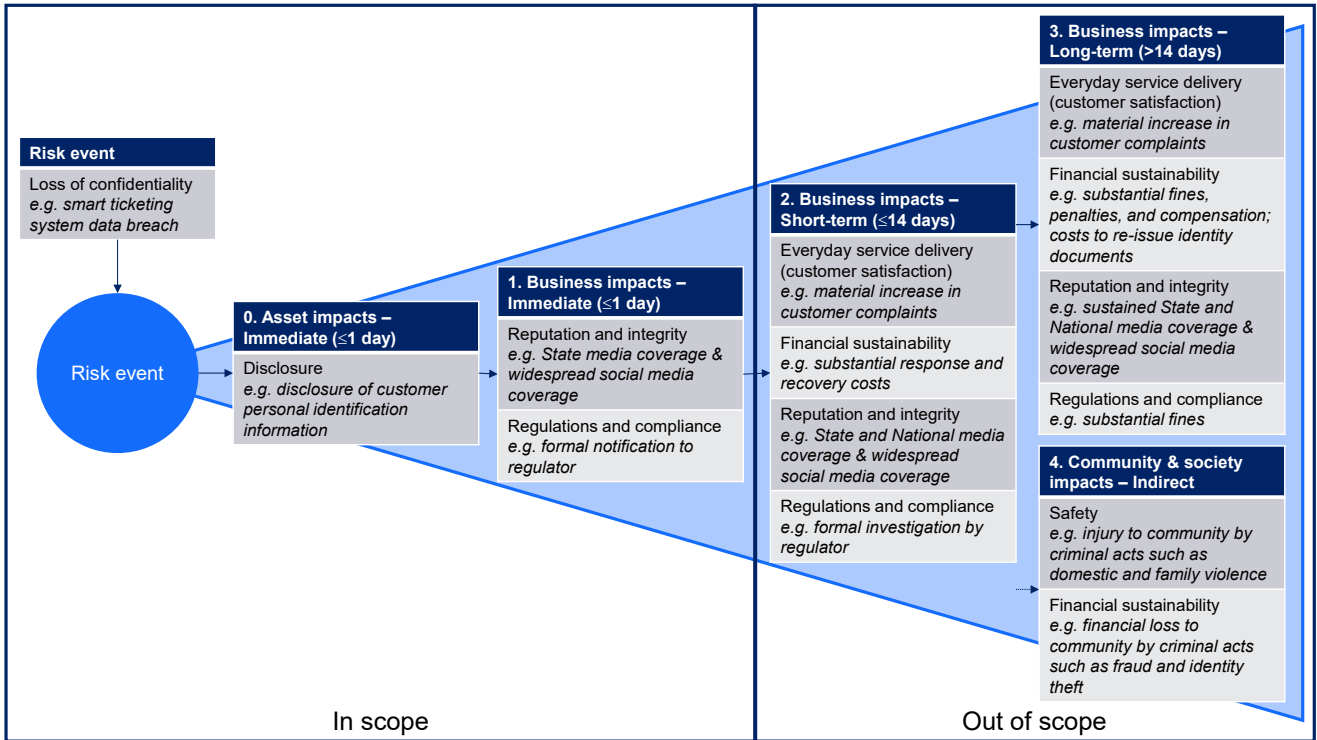 Risk event
Loss of confidentiality
e.g. smart ticketing
system data breach
Risk event
0. Asset impacts –
Immediate (≤1 day)
Disclosure
e.g. disclosure of customer
personal identification
information
1. Business impacts –
Immediate (≤1 day)
Reputation and integrity
e.g. State media coverage &
widespread social media
coverage
Regulations and compliance
e.g. formal notification to
regulator
In scope
2. Business impacts –
Short-term (≤14 days)
Everyday service delivery
(customer satisfaction)
e.g. material increase in
customer complaints
Financial sustainability
e.g. substantial response and
recovery costs
Reputation and integrity
e.g. State and National media
coverage & widespread
social media coverage
Regulations and compliance
e.g. formal investigation by
regulator
3. Business impacts –
Long-term (>14 days)
Everyday service delivery
(customer satisfaction)
e.g. material increase in
customer complaints
Financial sustainability
e.g. substantial fines,
penalties, and compensation;
costs to re-issue identity
documents
Reputation and integrity
e.g. sustained State and
National media coverage &
widespread social media
coverage
Regulations and compliance
e.g. substantial fines
4. Community & society
impacts – Indirect
Safety
e.g. injury to community by
criminal acts such as
domestic and family violence
Financial sustainability
e.g. financial loss to
community by criminal acts
such as fraud and identity
theft
Out of scope